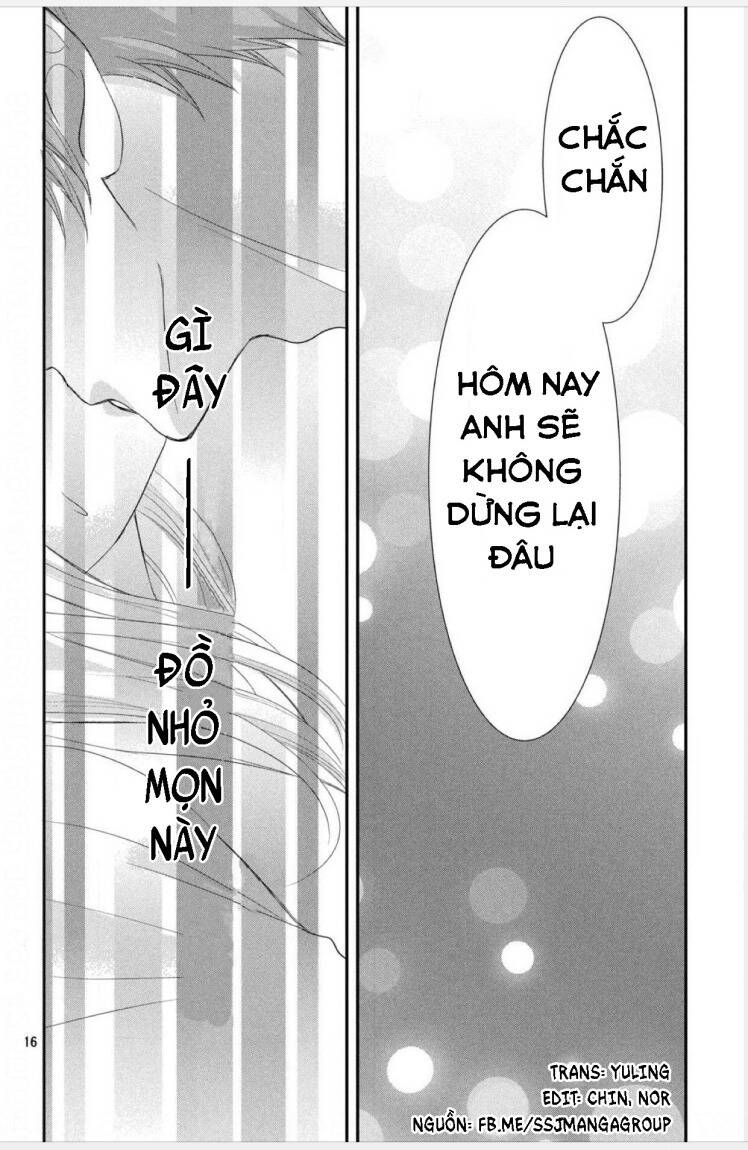 CHẮC
CHẮN
HÔM NAY
ANH SẼ
KHÔNG
DỪNG LẠI
ĐÂU
GÌ
ĐÂY
ĐỒ
NHỎ
MỌN
NÀY
16
TRANS: YULING
EDIT: CHIN, NOR
NGUỒN: FB.ME/SSJMANGAGROUP